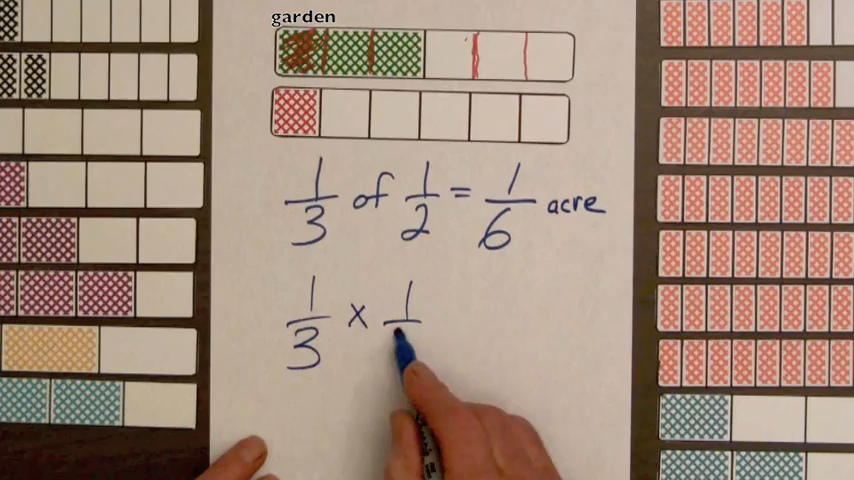 garden
1/3 of 1/2 = 1/6 acre
1/3 x 1/